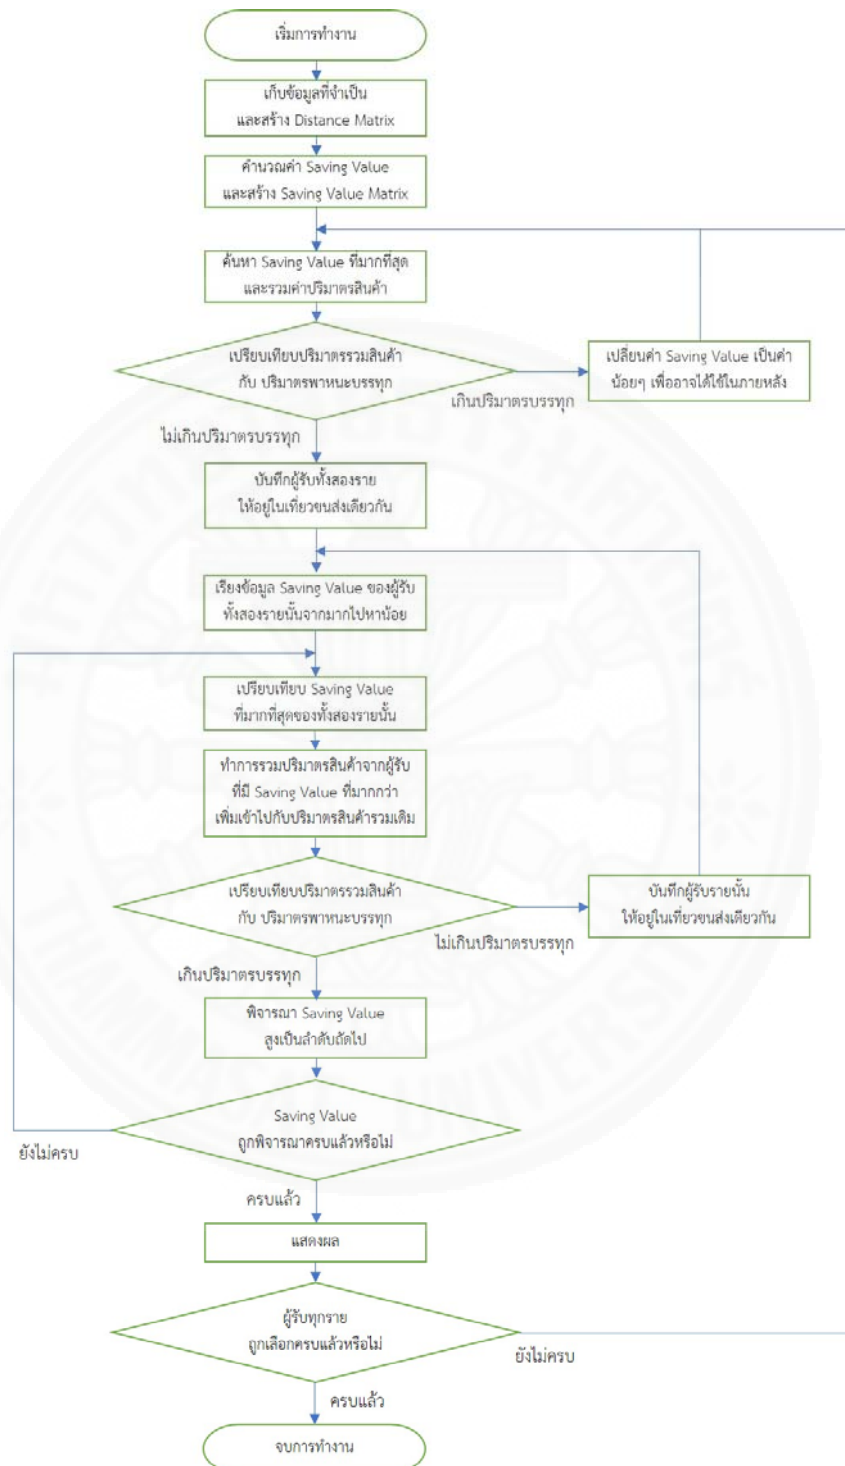 เริ่มการทำงาน
เก็บข้อมูลที่จำเป็น
และสร้าง Distance Matrix
คำนวณค่า Saving Value
และสร้าง Saving Value Matrix
ค้นหา Saving Value ที่มากที่สุด
และรวมค่าปริมาตรสินค้า
เปรียบเทียบปริมาตรรวมสินค้า
กับ ปริมาตรพาหนะบรรทุก
เกินปริมาตรบรรทุก
เปลี่ยนค่า Saving Value เป็นค่า
น้อยๆ เพื่ออาจได้ใช้ในภายหลัง
ไม่เกินปริมาตรบรรทุก
บันทึกผู้รับทั้งสองราย
ให้อยู่ในเที่ยวขนส่งเดียวกัน
เรียงข้อมูล Saving Value ของผู้รับ
ทั้งสองรายนั้นจากมากไปหาน้อย
เปรียบเทียบ Saving Value
ที่มากที่สุดของทั้งสองรายนั้น
ทำการรวมปริมาตรสินค้าจากผู้รับ
ที่มี Saving Value ที่มากกว่า
เพิ่มเข้าไปกับปริมาตรสินค้ารวมเดิม
เปรียบเทียบปริมาตรรวมสินค้า
กับ ปริมาตรพาหนะบรรทุก
ไม่เกินปริมาตรบรรทุก
บันทึกผู้รับรายนั้น
ให้อยู่ในเที่ยวขนส่งเดียวกัน
เกินปริมาตรบรรทุก
พิจารณา Saving Value
สูงเป็นลำดับถัดไป
Saving Value
ถูกพิจารณาครบแล้วหรือไม่
ยังไม่ครบ
ครบแล้ว
แสดงผล
ผู้รับทุกราย
ถูกเลือกครบแล้วหรือไม่
ยังไม่ครบ
ครบแล้ว
จบการทำงาน